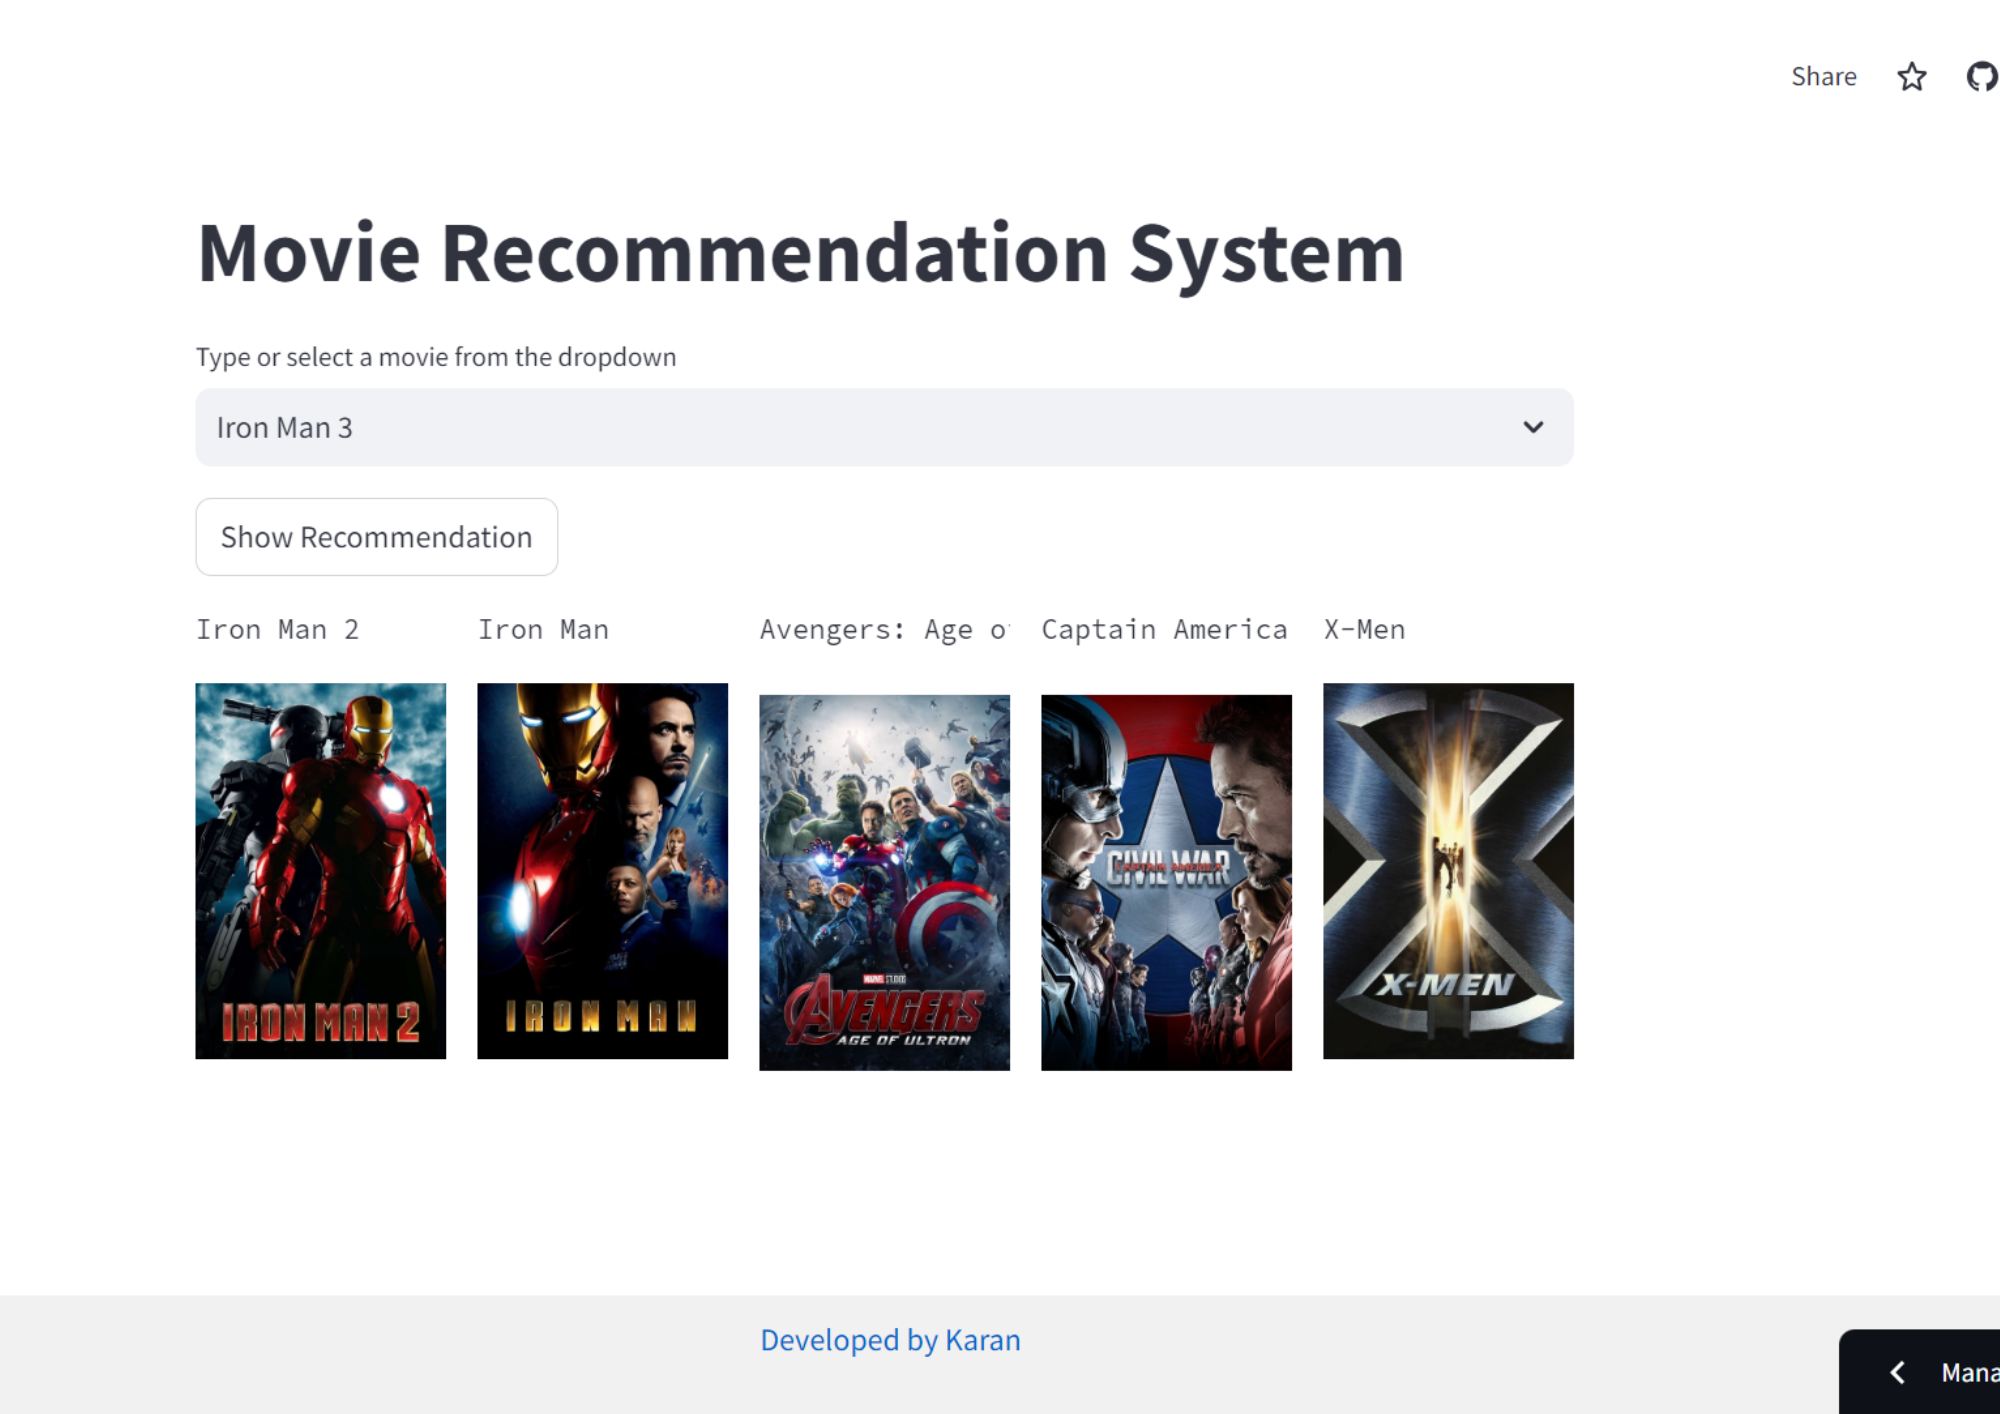 Share
Movie Recommendation System
Type or select a movie from the dropdown
Iron Man 3
Show Recommendation
Iron Man 2
Iron Man
Avengers: Age o
Captain America
X-Men
IRON MAN 2
IRON MAN
MARVEL STUDIOS
AVENGERS
AGE OF ULTRON
CIVIL WAR
CAPTAIN AMERICA
X-MEN
Developed by Karan
Mana